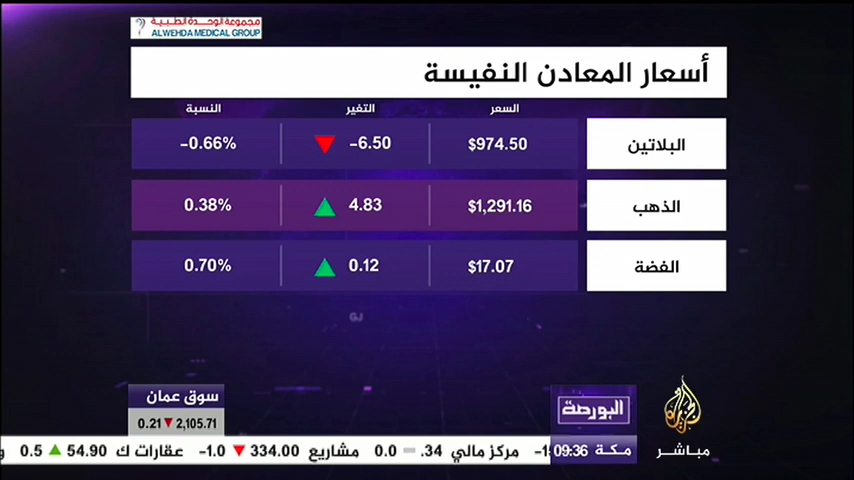 مجموعة الوحدة الطبية
ALWEHDA MEDICAL GROUP
أسعار المعادن النفيسة
السعر التغير النسبة
البلاتين $974.50 -6.50 -0.66%
الذهب $1,291.16 4.83 0.38%
الفضة $17.07 0.12 0.70%
سوق عمان
2,105.71 0.21
البورصة
مباشر
مكة 09:36
مركز مالي .34 0.0 مشاريع 334.00 -1.0 عقارات ك 54.90 0.5